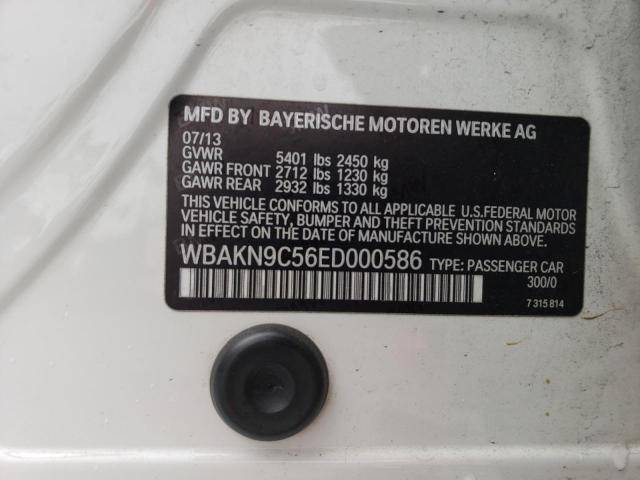 MFD BY BAYERISCHE MOTOREN WERKE AG
07/13
GVWR 5401 lbs 2450 kg
GAWR FRONT 2712 lbs 1230 kg
GAWR REAR 2932 lbs 1330 kg
THIS VEHICLE CONFORMS TO ALL APPLICABLE U.S.FEDERAL MOTOR
VEHICLE SAFETY, BUMPER AND THEFT PREVENTION STANDARDS
IN EFFECT ON THE DATE OF MANUFACTURE SHOWN ABOVE.
WBAKN9C56ED000586 TYPE: PASSENGER CAR
300/0
7 315 814